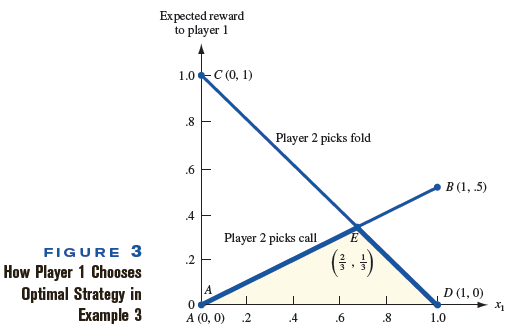 Expected reward
to player 1
1.0
C (0, 1)
.8
Player 2 picks fold
.6
B (1, .5)
.4
Player 2 picks call
E
(2/3, 1/3)
.2
A
D (1, 0)
0
A (0, 0)
.2
.4
.6
.8
1.0
x₁
FIGURE 3
How Player 1 Chooses
Optimal Strategy in
Example 3